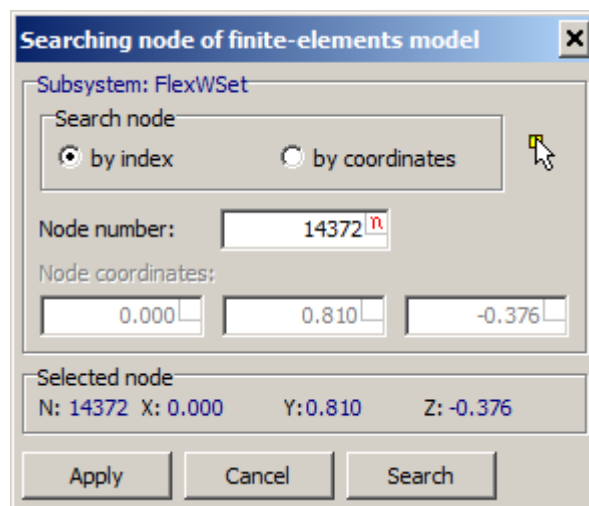 Searching node of finite-elements model
Subsystem: FlexWSet
Search node
by index by coordinates
Node number: 14372 n
Node coordinates:
0.000 0.810 -0.376
Selected node
N: 14372 X: 0.000 Y:0.810 Z: -0.376
Apply Cancel Search